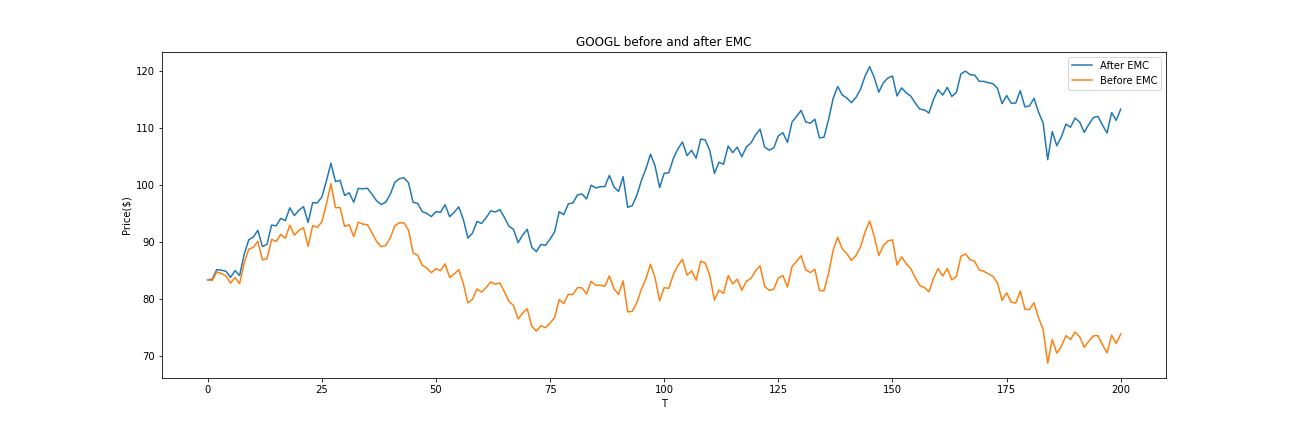 GOOGL before and after EMC
After EMC
Before EMC
Price($)
120
110
100
90
80
70
0 25 50 75 100 125 150 175 200
T